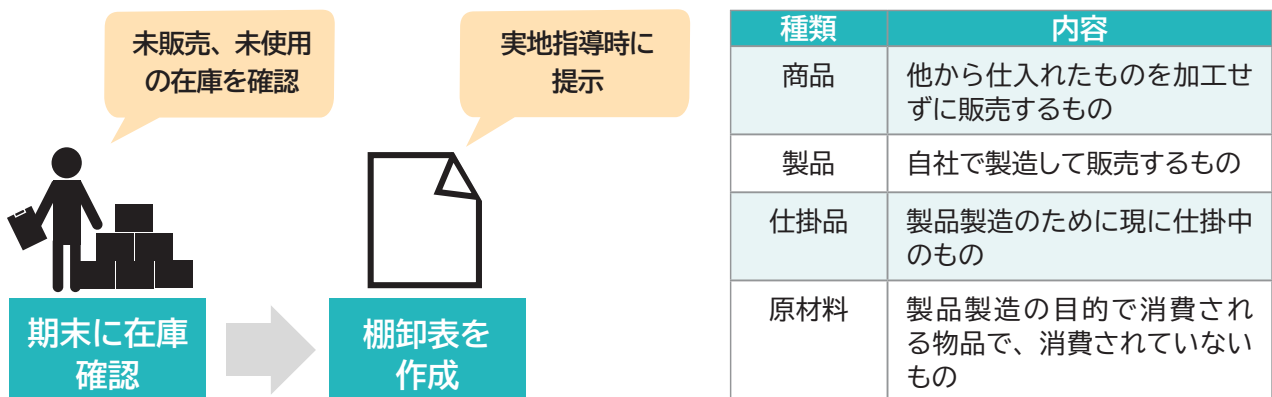 未販売、未使用
の在庫を確認
実地指導時に
提示
期末に在庫
確認
棚卸表を
作成
種類 内容
商品 他から仕入れたものを加工せ
ずに販売するもの
製品 自社で製造して販売するもの
仕掛品 製品製造のために現に仕掛中
のもの
原材料 製品製造の目的で消費され
る物品で、消費されていない
もの